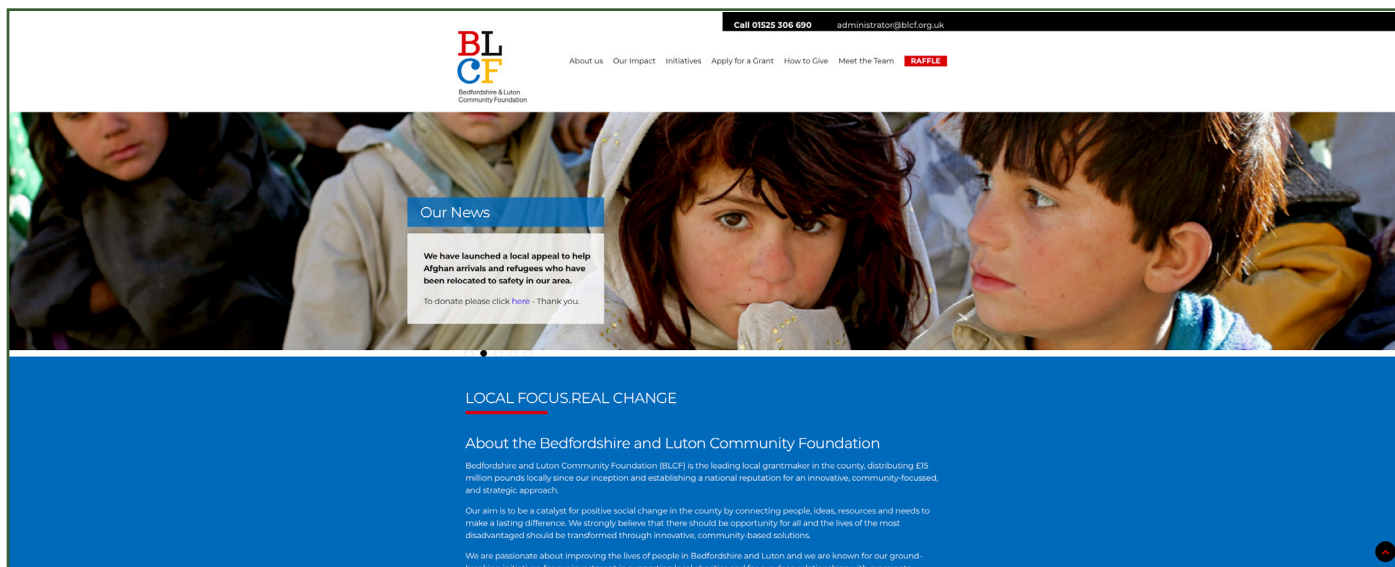 Call 01525 306 690 administrator@blcf.org.uk
BL
CF
Bedfordshire & Luton
Community Foundation
About us Our Impact Initiatives Apply for a Grant How to Give Meet the Team RAFFLE
Our News
We have launched a local appeal to help
Afghan arrivals and refugees who have
been relocated to safety in our area.
To donate please click here - Thank you.
LOCAL FOCUS.REAL CHANGE
About the Bedfordshire and Luton Community Foundation
Bedfordshire and Luton Community Foundation (BLCF) is the leading local grantmaker in the county, distributing £15
million pounds locally since our inception and establishing a national reputation for an innovative, community-focussed,
and strategic approach.
Our aim is to be a catalyst for positive social change in the county by connecting people, ideas, resources and needs to
make a lasting difference. We strongly believe that there should be opportunity for all and the lives of the most
disadvantaged should be transformed through innovative, community-based solutions.
We are passionate about improving the lives of people in Bedfordshire and Luton and we are known for our ground-